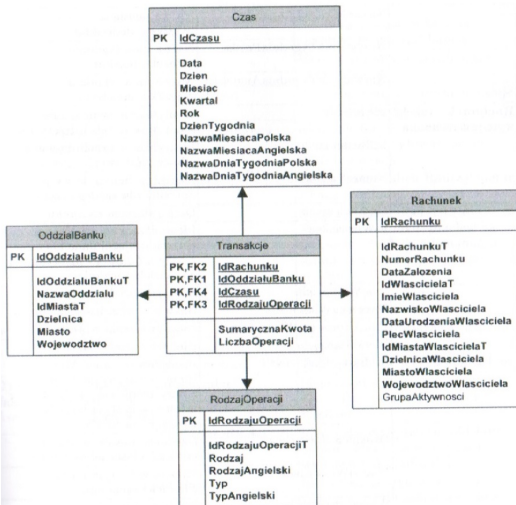 Czas
PK IdCzasu
Data
Dzien
Miesiac
Kwartal
Rok
DzienTygodnia
NazwaMiesiacaPolska
NazwaMiesiacaAngielska
NazwaDniaTygodniaPolska
NazwaDniaTygodniaAngielska
OddzialBanku
PK IdOddzialuBanku
IdOddzialuBankuT
NazwaOddzialu
IdMiastaT
Dzielnica
Miasto
Wojewodztwo
Transakcje
PK,FK2 IdRachunku
PK,FK1 IdOddzialuBanku
PK,FK4 IdCzasu
PK,FK3 IdRodzajuOperacji
SumarycznaKwota
LiczbaOperacji
Rachunek
PK IdRachunku
IdRachunkuT
NumerRachunku
DataZalozenia
IdWlascicielaT
ImieWlasciciela
NazwiskoWlasciciela
DataUrodzeniaWlasciciela
PlecWlasciciela
IdMiastaWlascicielaT
DzielnicaWlasciciela
MiastoWlasciciela
WojewodztwoWlasciciela
GrupaAktywnosci
RodzajOperacji
PK IdRodzajuOperacji
IdRodzajuOperacjiT
Rodzaj
RodzajAngielski
Typ
TypAngielski